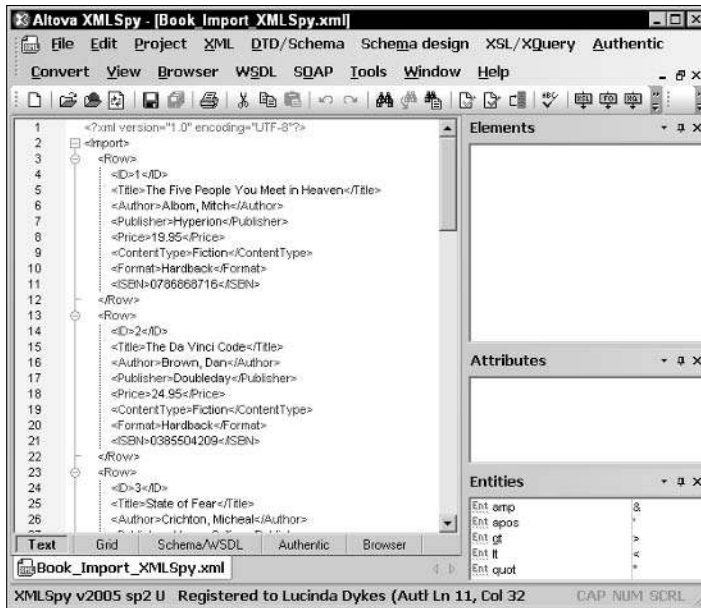 Altova XMLSpy - [Book_Import_XMLSpy.xml]
File Edit Project XML DTD/Schema Schema design XSL/XQuery Authentic
Convert View Browser WSDL SOAP Tools Window Help
Elements
1 <?xml version="1.0" encoding="UTF-8"?>
2 <Import>
3 <Row>
4 <ID>1</ID>
5 <Title>The Five People You Meet in Heaven</Title>
6 <Author>Albom, Mitch</Author>
7 <Publisher>Hyperion</Publisher>
8 <Price>19.95</Price>
9 <ContentType>Fiction</ContentType>
10 <Format>Hardback</Format>
11 <ISBN>0786868716</ISBN>
12 </Row>
13 <Row>
14 <ID>2</ID>
15 <Title>The Da Vinci Code</Title>
16 <Author>Brown, Dan</Author>
17 <Publisher>Doubleday</Publisher>
18 <Price>24.95</Price>
19 <ContentType>Fiction</ContentType>
20 <Format>Hardback</Format>
21 <ISBN>0385504209</ISBN>
22 </Row>
23 <Row>
24 <ID>3</ID>
25 <Title>State of Fear</Title>
26 <Author>Crichton, Micheal</Author>
Attributes
Entities
Ent amp &
Ent apos '
Ent gt >
Ent lt <
Ent quot "
Text Grid Schema/WSDL Authentic Browser
Book_Import_XMLSpy.xml
XMLSpy v2005 sp2 U Registered to Lucinda Dykes (Autl Ln 11, Col 32 CAP NUM SCRL